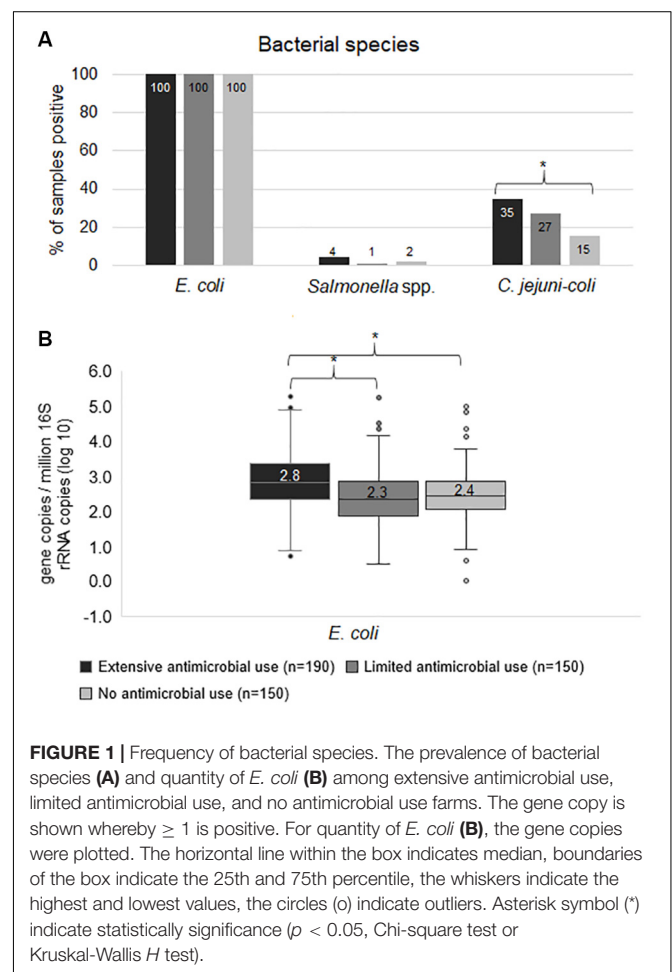 A
Bacterial species
% of samples positive
100
80
60
40
20
0
100
100
100
4
1
2
*
35
27
15
E. coli
Salmonella spp.
C. jejuni-coli
B
gene copies / million 16S
rRNA copies (log 10)
6.0
5.0
4.0
3.0
2.0
1.0
0.0
-1.0
*
*
2.8
2.3
2.4
E. coli
Extensive antimicrobial use (n=190)
Limited antimicrobial use (n=150)
No antimicrobial use (n=150)
FIGURE 1 | Frequency of bacterial species. The prevalence of bacterial
species (A) and quantity of E. coli (B) among extensive antimicrobial use,
limited antimicrobial use, and no antimicrobial use farms. The gene copy is
shown whereby ≥ 1 is positive. For quantity of E. coli (B), the gene copies
were plotted. The horizontal line within the box indicates median, boundaries
of the box indicate the 25th and 75th percentile, the whiskers indicate the
highest and lowest values, the circles (o) indicate outliers. Asterisk symbol (*)
indicate statistically significance (p < 0.05, Chi-square test or
Kruskal-Wallis H test).